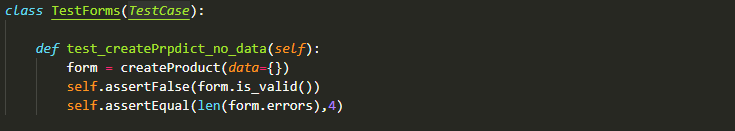 class TestForms(TestCase):
def test_createPrpdict_no_data(self):
form = createProduct(data={})
self.assertFalse(form.is_valid())
self.assertEqual(len(form.errors),4)